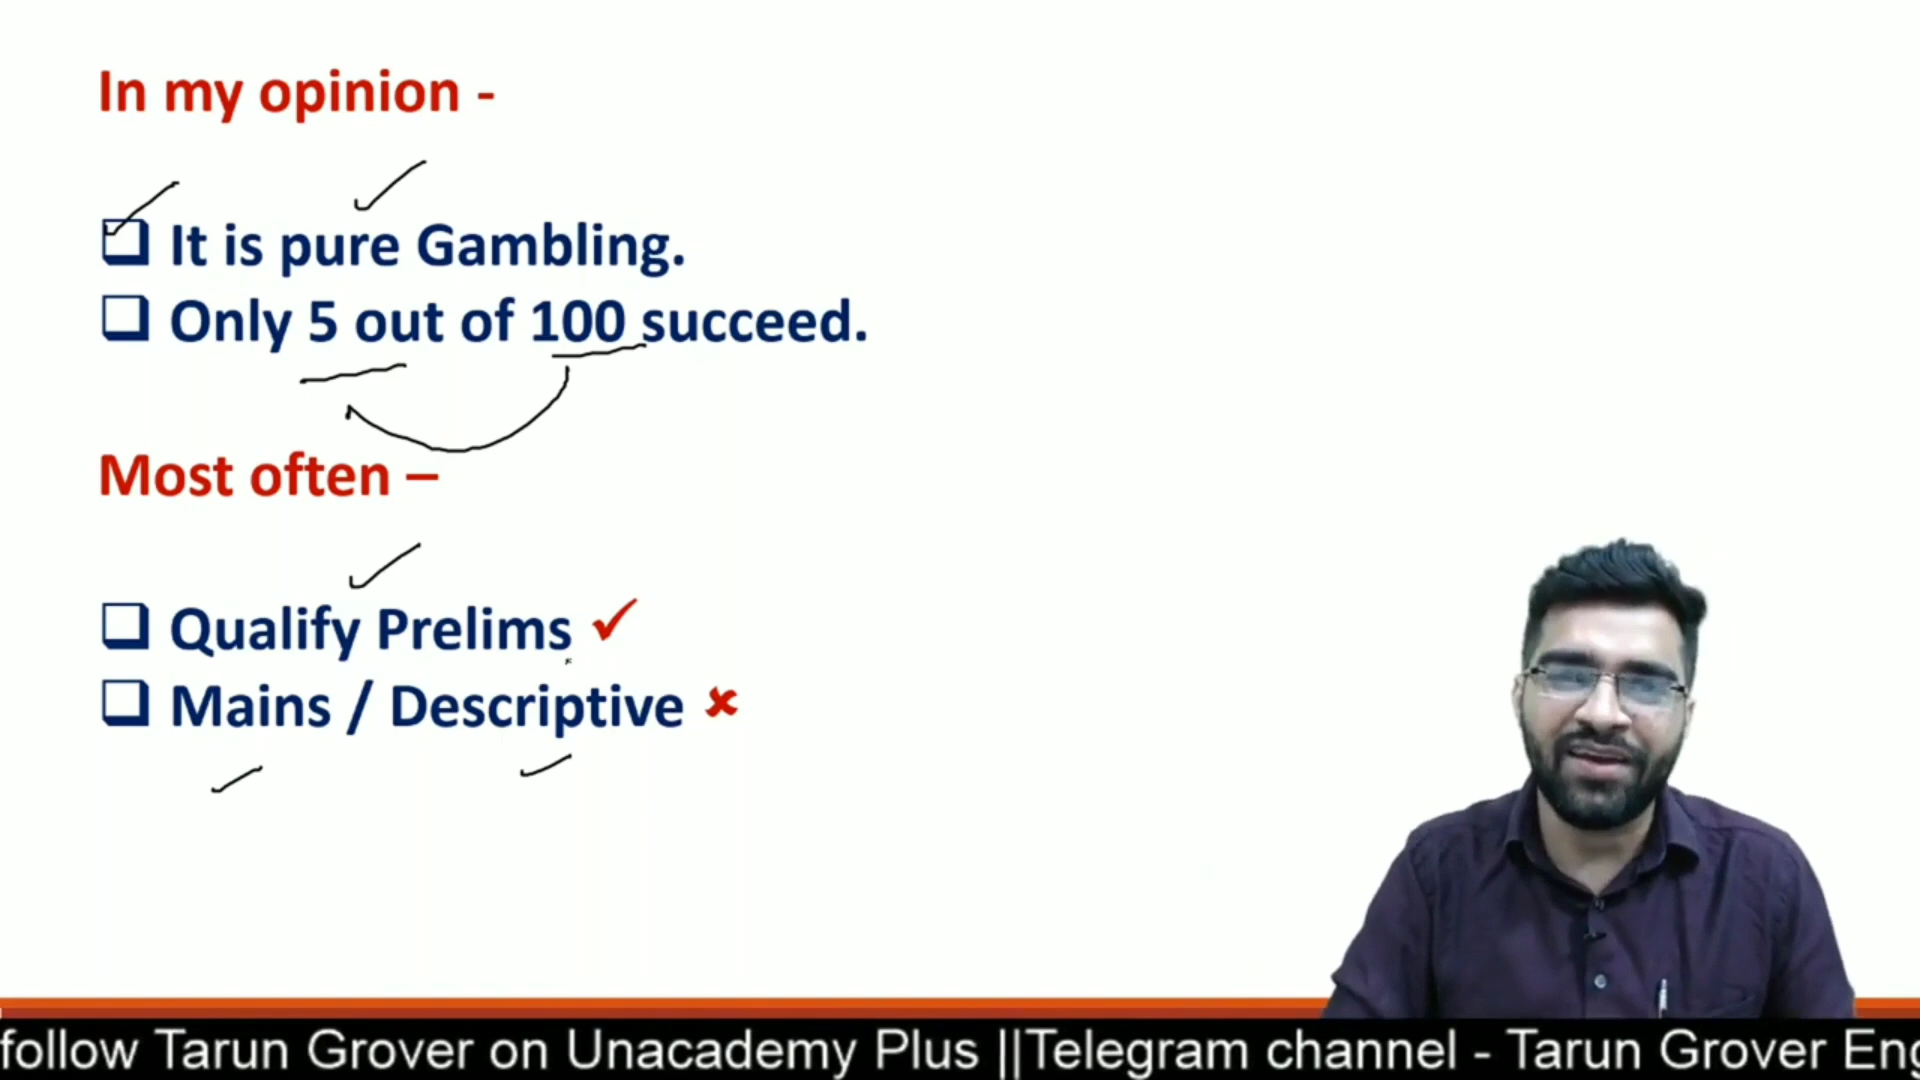 In my opinion -
It is pure Gambling.
Only 5 out of 100 succeed.
Most often –
Qualify Prelims ✓
Mains / Descriptive ✘
follow Tarun Grover on Unacademy Plus ||Telegram channel - Tarun Grover Eng